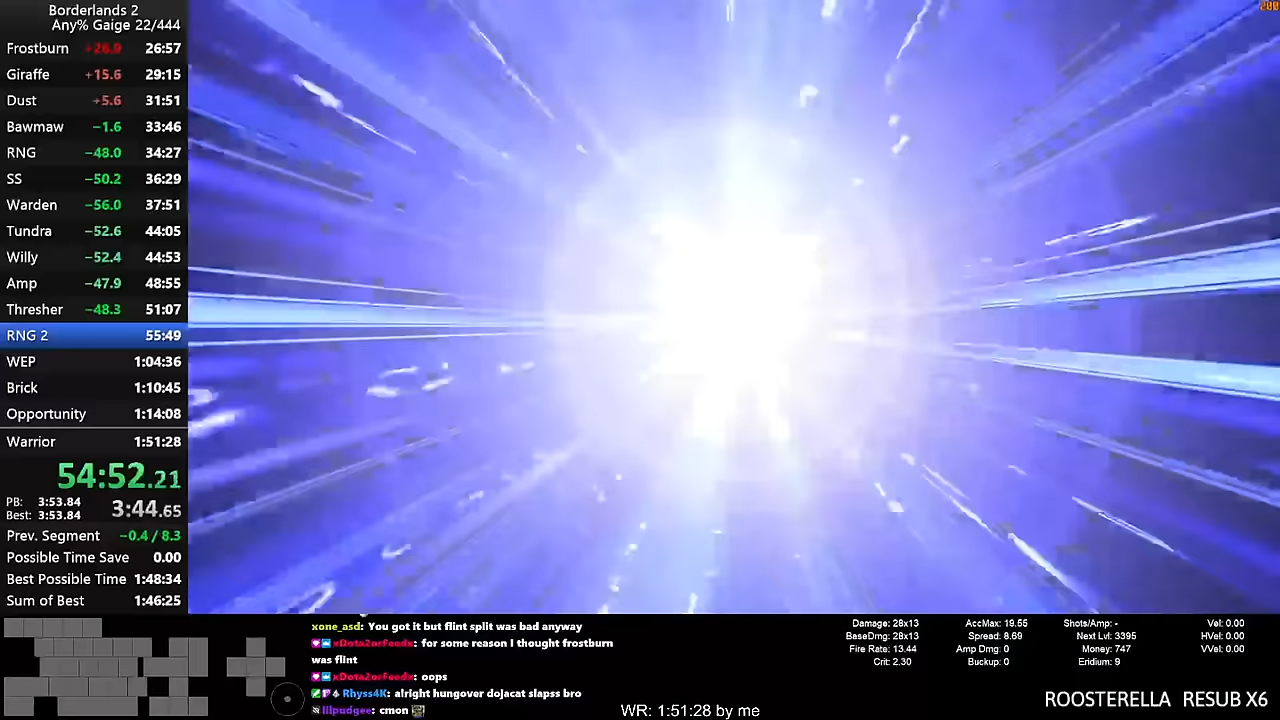 Borderlands 2
Any% Gaige 22/444
Frostburn +26.9 26:57
Giraffe +15.6 29:15
Dust +5.6 31:51
Bawmaw −1.6 33:46
RNG −48.0 34:27
SS −50.2 36:29
Warden −56.0 37:51
Tundra −52.6 44:05
Willy −52.4 44:53
Amp −47.9 48:55
Thresher −48.3 51:07
RNG 2 55:49
WEP 1:04:36
Brick 1:10:45
Opportunity 1:14:08
Warrior 1:51:28
54:52.21
PB: 3:53.84
Best: 3:53.84
3:44.65
Prev. Segment −0.4 / 8.3
Possible Time Save 0.00
Best Possible Time 1:48:34
Sum of Best 1:46:25
xone_asd: You got it but flint split was bad anyway
xDota2orFeedx: for some reason I thought frostburn
was flint
xDota2orFeedx: oops
Rhyss4K: alright hungover dojacat slapss bro
lilpudgee: cmon
WR: 1:51:28 by me
Damage: 28x13 AccMax: 19.55 Shots/Amp: - Vel: 0.00
BaseDmg: 28x13 Spread: 8.69 Next Lvl: 3395 HVel: 0.00
Fire Rate: 13.44 Amp Dmg: 0 Money: 747 VVel: 0.00
Crit: 2.30 Buckup: 0 Eridium: 9
ROOSTERELLA RESUB X6